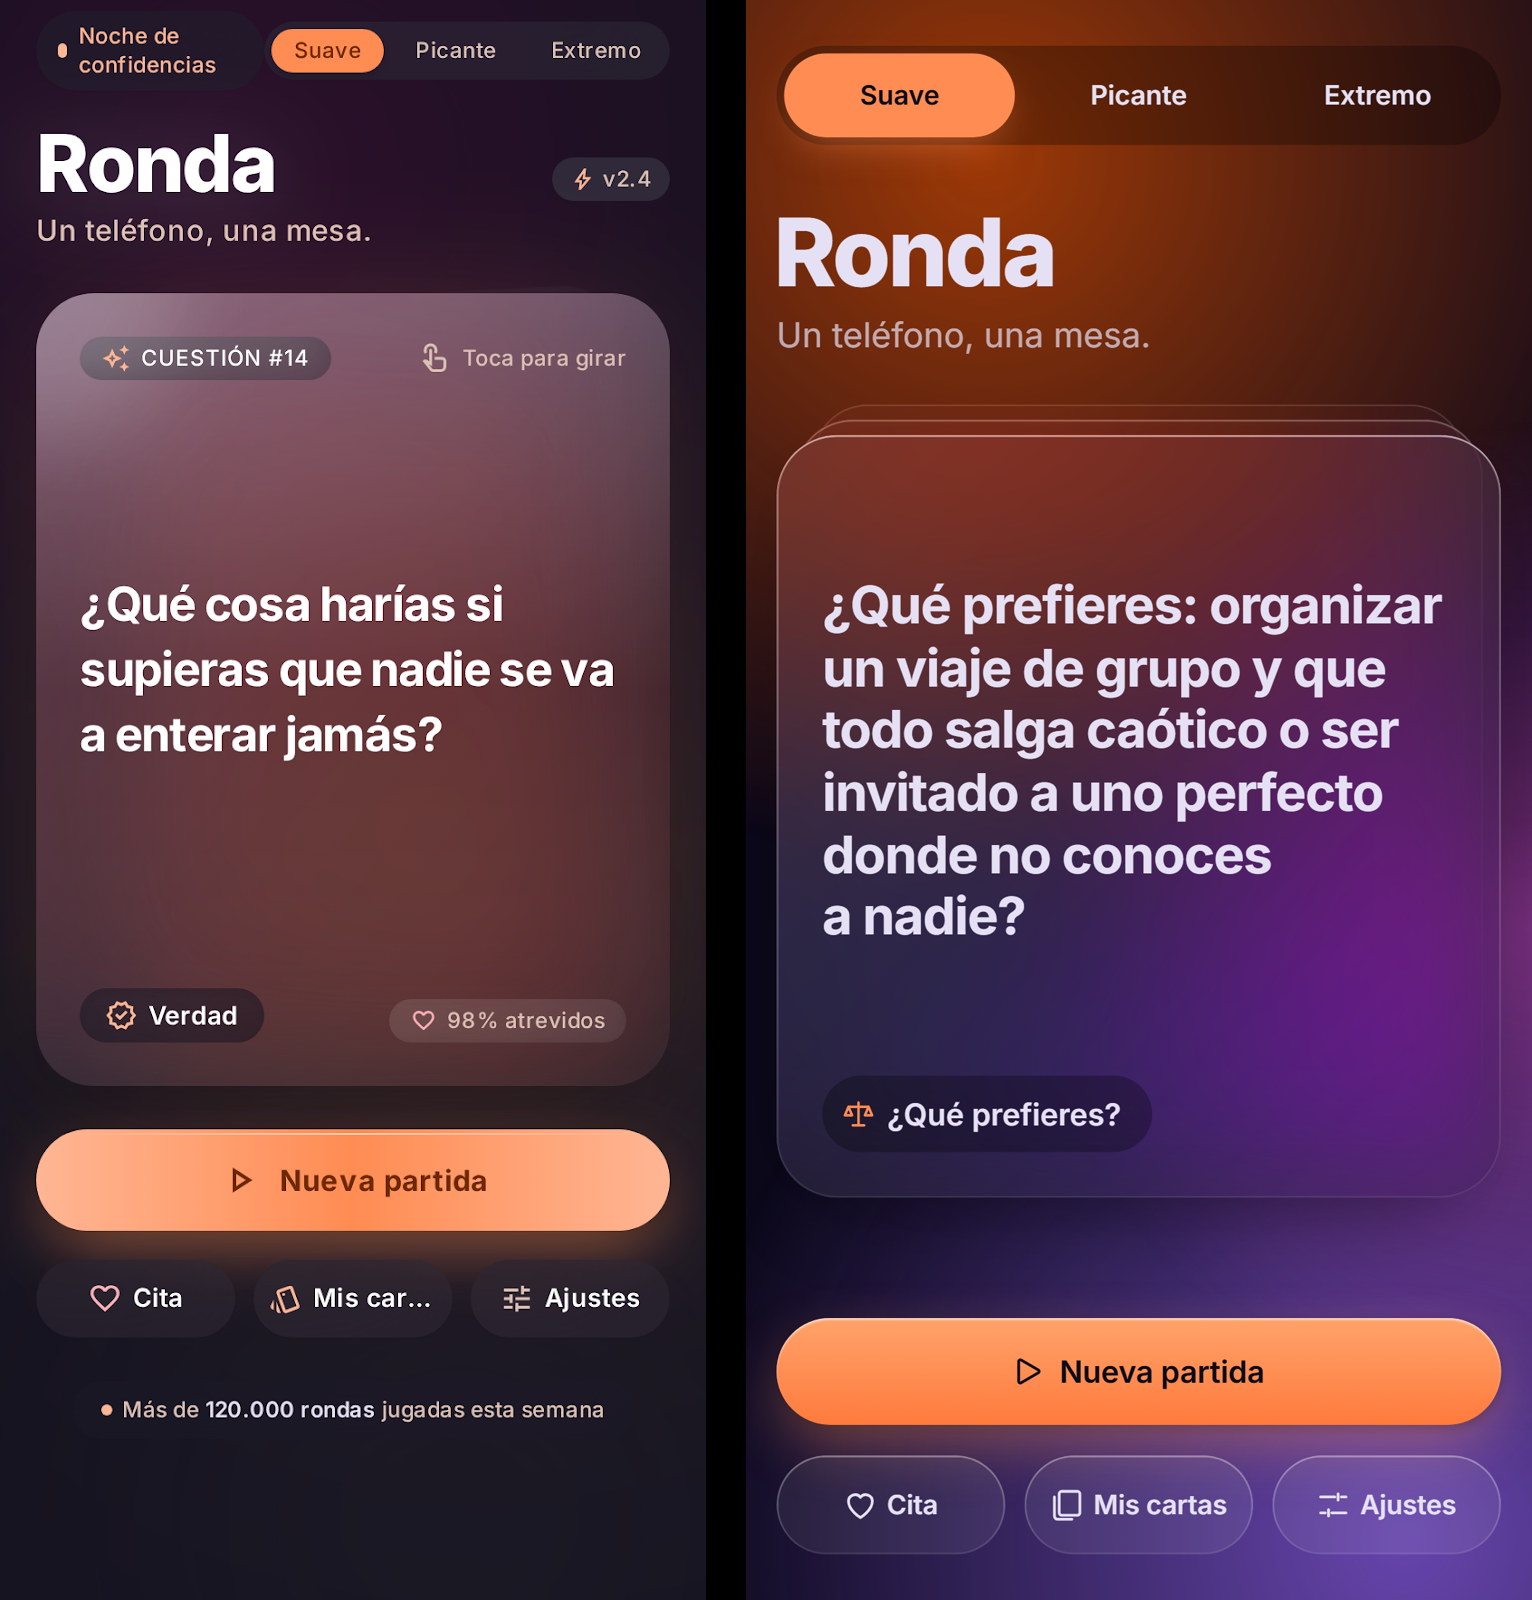 Noche de
confidencias
Suave
Picante
Extremo
Ronda
v2.4
Un teléfono, una mesa.
CUESTIÓN #14
Toca para girar
¿Qué cosa harías si
supieras que nadie se va
a enterar jamás?
Verdad
98% atrevidos
Nueva partida
Cita
Mis car...
Ajustes
Más de 120.000 rondas jugadas esta semana
Suave
Picante
Extremo
Ronda
Un teléfono, una mesa.
¿Qué prefieres: organizar
un viaje de grupo y que
todo salga caótico o ser
invitado a uno perfecto
donde no conoces
a nadie?
¿Qué prefieres?
Nueva partida
Cita
Mis cartas
Ajustes